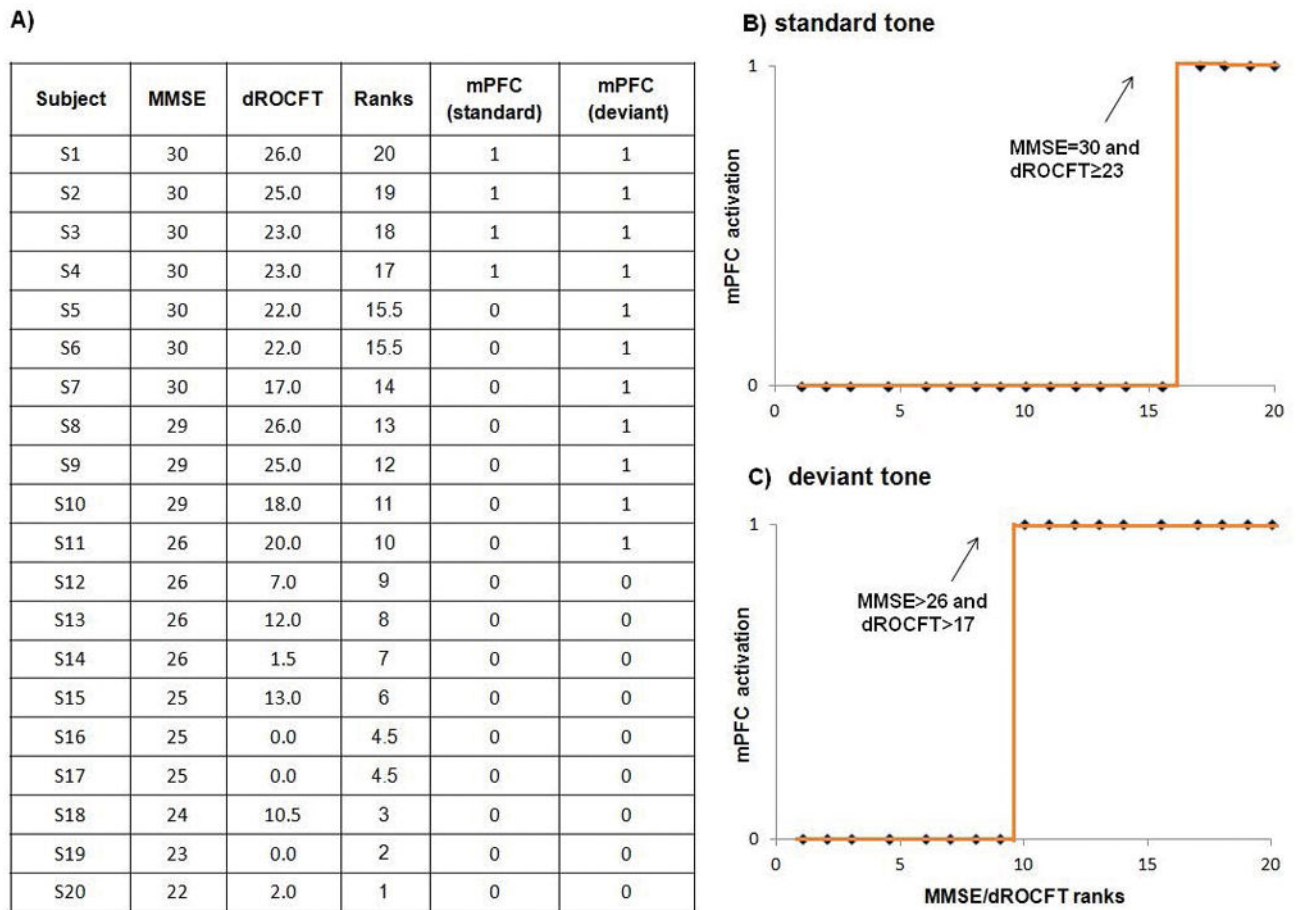 A)
Subject MMSE dROCFT Ranks mPFC (standard) mPFC (deviant)
S1 30 26.0 20 1 1
S2 30 25.0 19 1 1
S3 30 23.0 18 1 1
S4 30 23.0 17 1 1
S5 30 22.0 15.5 0 1
S6 30 22.0 15.5 0 1
S7 30 17.0 14 0 1
S8 29 26.0 13 0 1
S9 29 25.0 12 0 1
S10 29 18.0 11 0 1
S11 26 20.0 10 0 1
S12 26 7.0 9 0 0
S13 26 12.0 8 0 0
S14 26 1.5 7 0 0
S15 25 13.0 6 0 0
S16 25 0.0 4.5 0 0
S17 25 0.0 4.5 0 0
S18 24 10.5 3 0 0
S19 23 0.0 2 0 0
S20 22 2.0 1 0 0
B) standard tone
mPFC activation
1
0
MMSE=30 and
dROCFT≥23
0 5 10 15 20
C) deviant tone
mPFC activation
1
0
MMSE>26 and
dROCFT>17
0 5 10 15 20
MMSE/dROCFT ranks